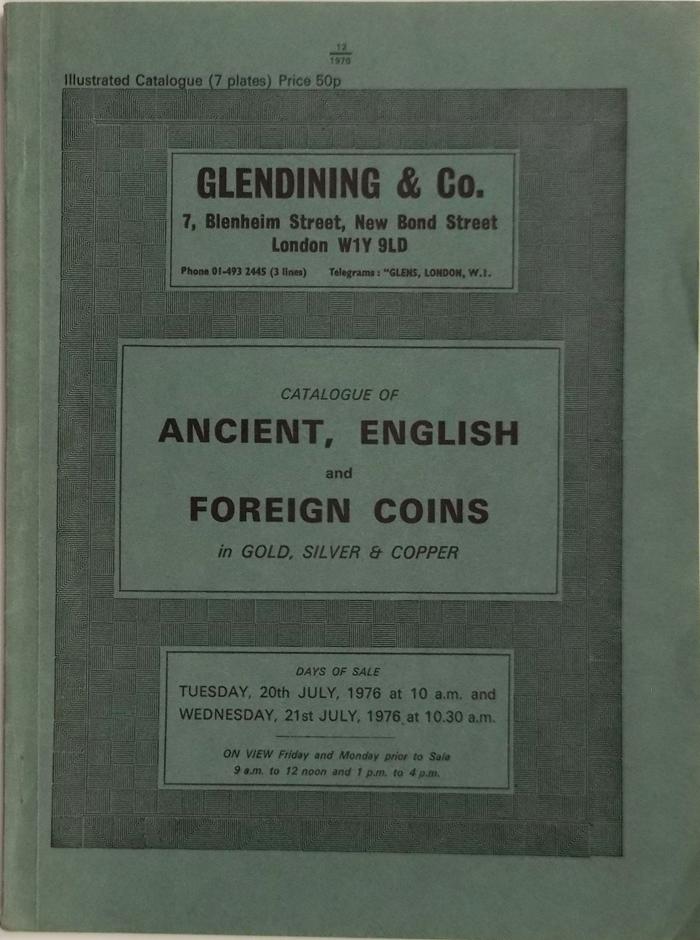 12
1976
Illustrated Catalogue (7 plates) Price 50p
GLENDINING & Co.
7, Blenheim Street, New Bond Street
London W1Y 9LD
Phone 01-493 2445 (3 lines) Telegrams : "GLENS, LONDON, W.1.
CATALOGUE OF
ANCIENT, ENGLISH
and
FOREIGN COINS
in GOLD, SILVER & COPPER
DAYS OF SALE
TUESDAY, 20th JULY, 1976 at 10 a.m. and
WEDNESDAY, 21st JULY, 1976 at 10.30 a.m.
ON VIEW Friday and Monday prior to Sale
9 a.m. to 12 noon and 1 p.m. to 4 p.m.